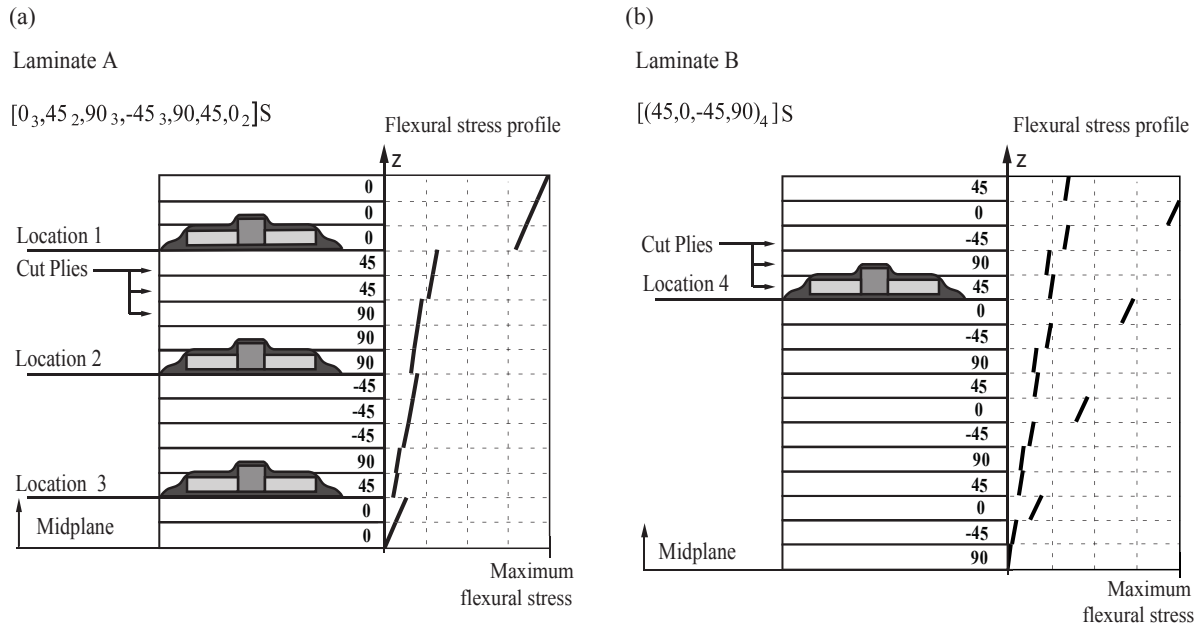 (a)
Laminate A
[0₃,45₂,90₃,-45₃,90,45,0₂]S
Flexural stress profile
z
0
0
0
Location 1
Cut Plies
45
45
90
90
Location 2
90
-45
-45
-45
90
Location 3
45
0
Midplane
0
Maximum
flexural stress
(b)
Laminate B
[(45,0,-45,90)₄]S
Flexural stress profile
z
45
0
Cut Plies
-45
90
Location 4
45
0
-45
90
45
0
-45
90
45
0
-45
Midplane
90
Maximum
flexural stress